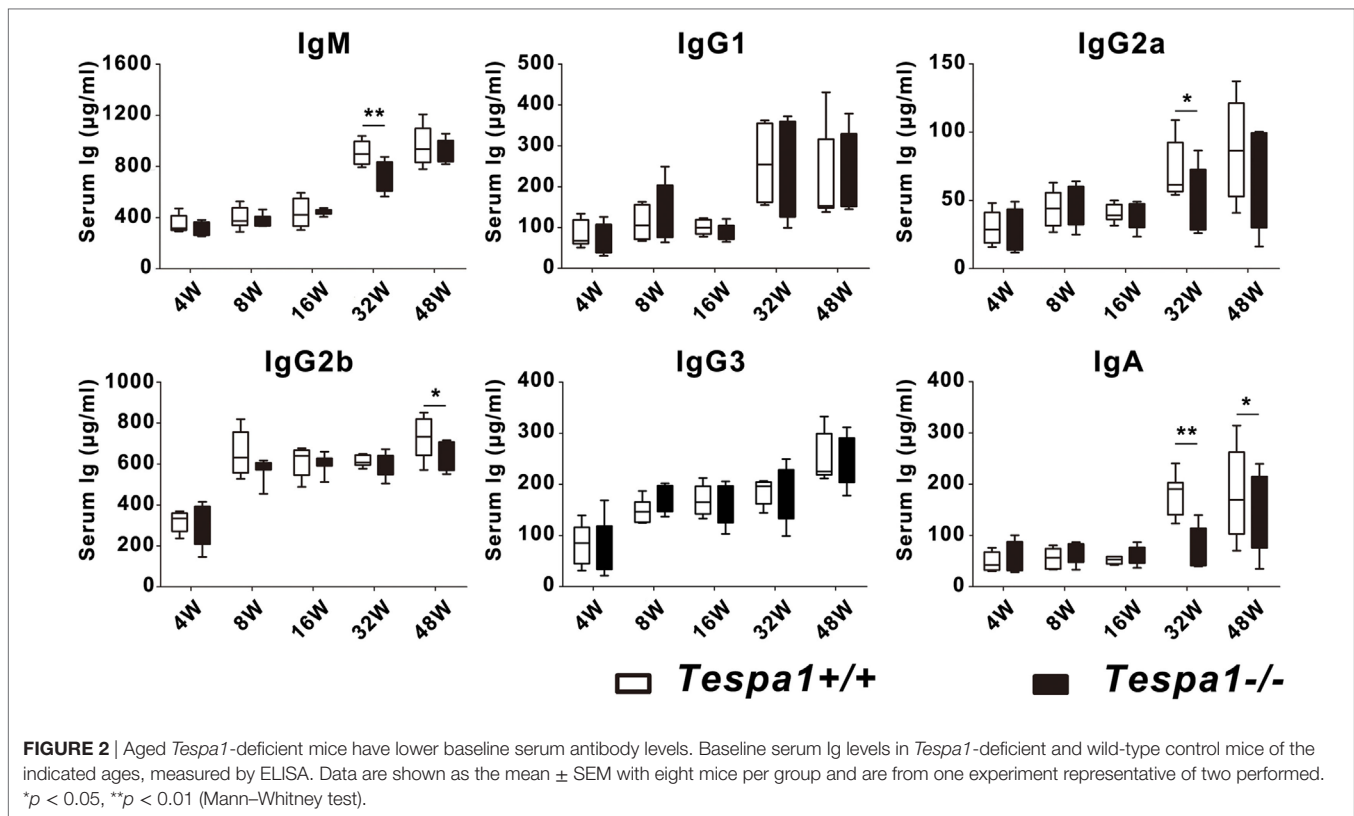 IgM
Serum Ig (µg/ml)
1600
1200
800
400
0
**
4W
8W
16W
32W
48W
IgG1
Serum Ig (µg/ml)
500
400
300
200
100
0
4W
8W
16W
32W
48W
IgG2a
Serum Ig (µg/ml)
150
100
50
0
*
4W
8W
16W
32W
48W
IgG2b
Serum Ig (µg/ml)
1000
800
600
400
200
0
*
4W
8W
16W
32W
48W
IgG3
Serum Ig (µg/ml)
400
300
200
100
0
4W
8W
16W
32W
48W
IgA
Serum Ig (µg/ml)
400
300
200
100
0
**
*
4W
8W
16W
32W
48W
Tespa1+/+
Tespa1-/-
FIGURE 2 | Aged Tespa1-deficient mice have lower baseline serum antibody levels. Baseline serum Ig levels in Tespa1-deficient and wild-type control mice of the
indicated ages, measured by ELISA. Data are shown as the mean ± SEM with eight mice per group and are from one experiment representative of two performed.
*p < 0.05, **p < 0.01 (Mann–Whitney test).